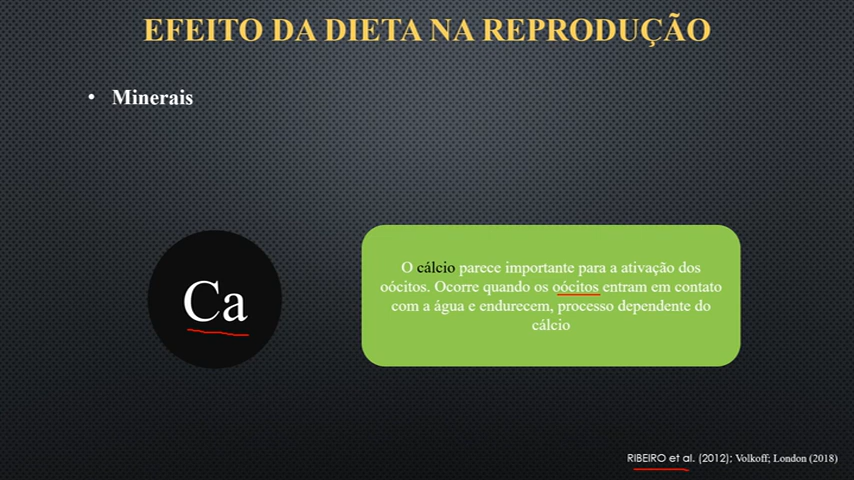 EFEITO DA DIETA NA REPRODUÇÃO
• Minerais
Ca
O cálcio parece importante para a ativação dos
oócitos. Ocorre quando os oócitos entram em contato
com a água e endurecem, processo dependente do
cálcio
RIBEIRO et al. (2012); Volkoff; London (2018)